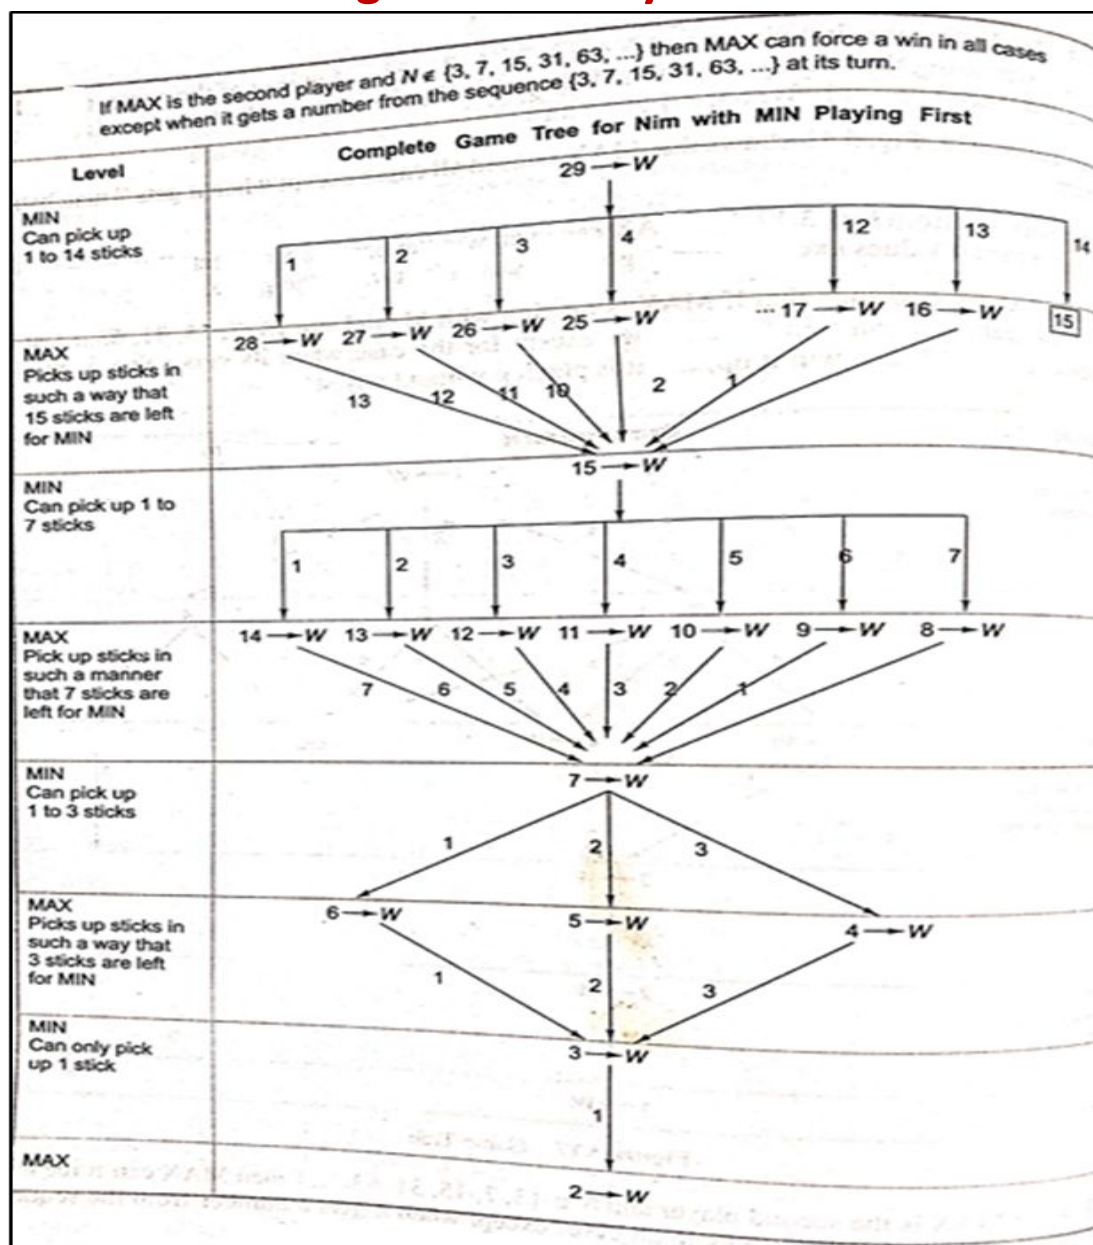 If MAX is the second player and N ∈ {3, 7, 15, 31, 63, ...} then MAX can force a win in all cases
except when it gets a number from the sequence {3, 7, 15, 31, 63, ...} at its turn.
Level
Complete Game Tree for Nim with MIN Playing First
29 → W
MIN
Can pick up
1 to 14 sticks
1 2 3 4 12 13 14
28 → W 27 → W 26 → W 25 → W ... 17 → W 16 → W 15
MAX
Picks up sticks in
such a way that
15 sticks are left
for MIN
13 12 11 10 2 1
15 → W
MIN
Can pick up 1 to
7 sticks
1 2 3 4 5 6 7
14 → W 13 → W 12 → W 11 → W 10 → W 9 → W 8 → W
MAX
Pick up sticks in
such a manner
that 7 sticks are
left for MIN
7 6 5 4 3 2 1
7 → W
MIN
Can pick up
1 to 3 sticks
1 2 3
6 → W 5 → W 4 → W
MAX
Picks up sticks in
such a way that
3 sticks are left
for MIN
1 2 3
3 → W
MIN
Can only pick
up 1 stick
1
MAX
2 → W